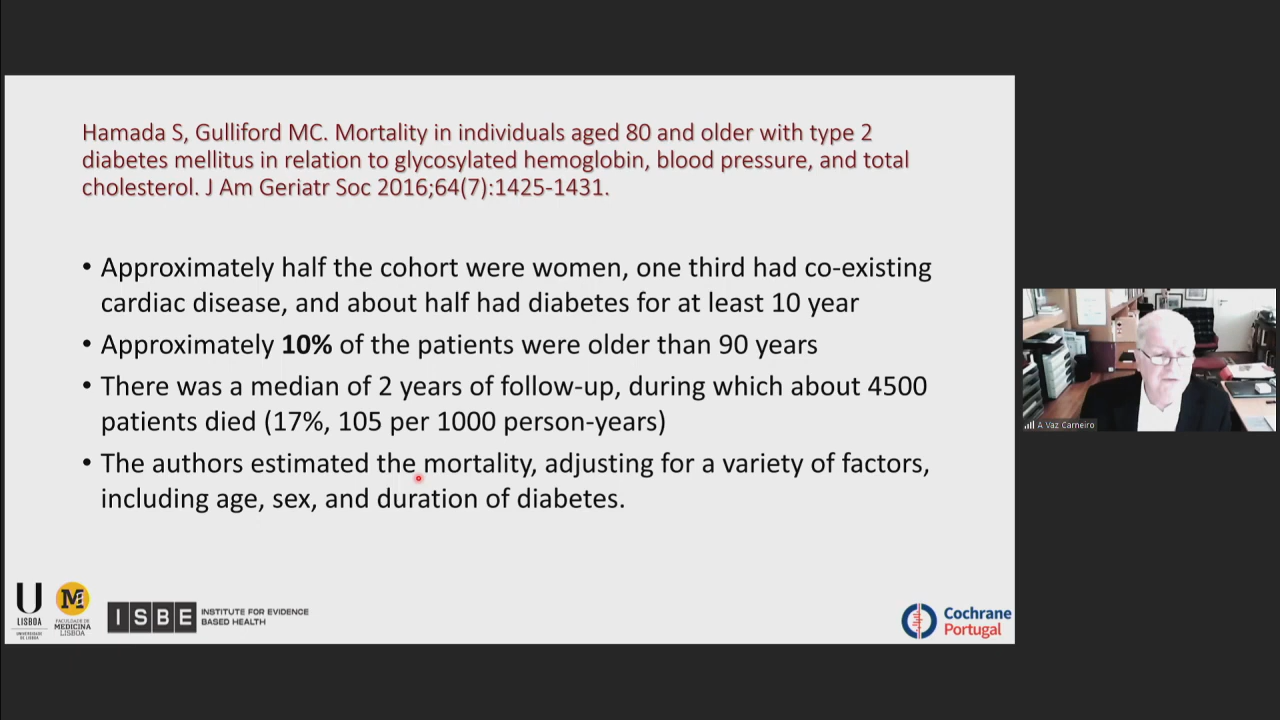 Hamada S, Gulliford MC. Mortality in individuals aged 80 and older with type 2
diabetes mellitus in relation to glycosylated hemoglobin, blood pressure, and total
cholesterol. J Am Geriatr Soc 2016;64(7):1425-1431.
• Approximately half the cohort were women, one third had co-existing
cardiac disease, and about half had diabetes for at least 10 year
• Approximately 10% of the patients were older than 90 years
• There was a median of 2 years of follow-up, during which about 4500
patients died (17%, 105 per 1000 person-years)
• The authors estimated the mortality, adjusting for a variety of factors,
including age, sex, and duration of diabetes.
A Vaz Carneiro
U
LISBOA
UNIVERSIDADE
DE LISBOA
M
FACULDADE DE
MEDICINA
LISBOA
ISBE
INSTITUTE FOR EVIDENCE
BASED HEALTH
Cochrane
Portugal